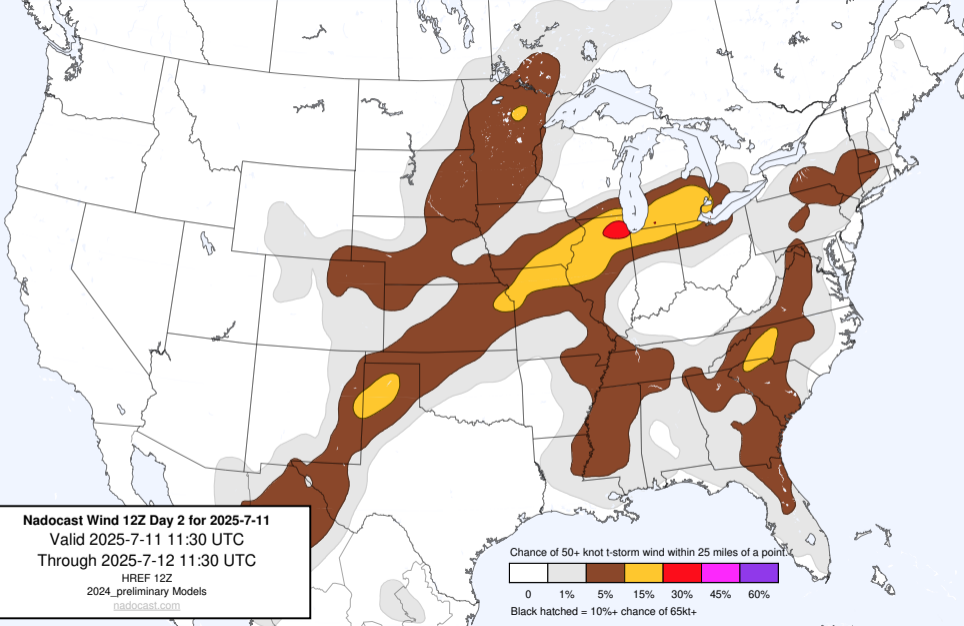 Nadocast Wind 12Z Day 2 for 2025-7-11
Valid 2025-7-11 11:30 UTC
Through 2025-7-12 11:30 UTC
HREF 12Z
2024_preliminary Models
nadocast.com
Chance of 50+ knot t-storm wind within 25 miles of a point.
0 1% 5% 15% 30% 45% 60%
Black hatched = 10%+ chance of 65kt+